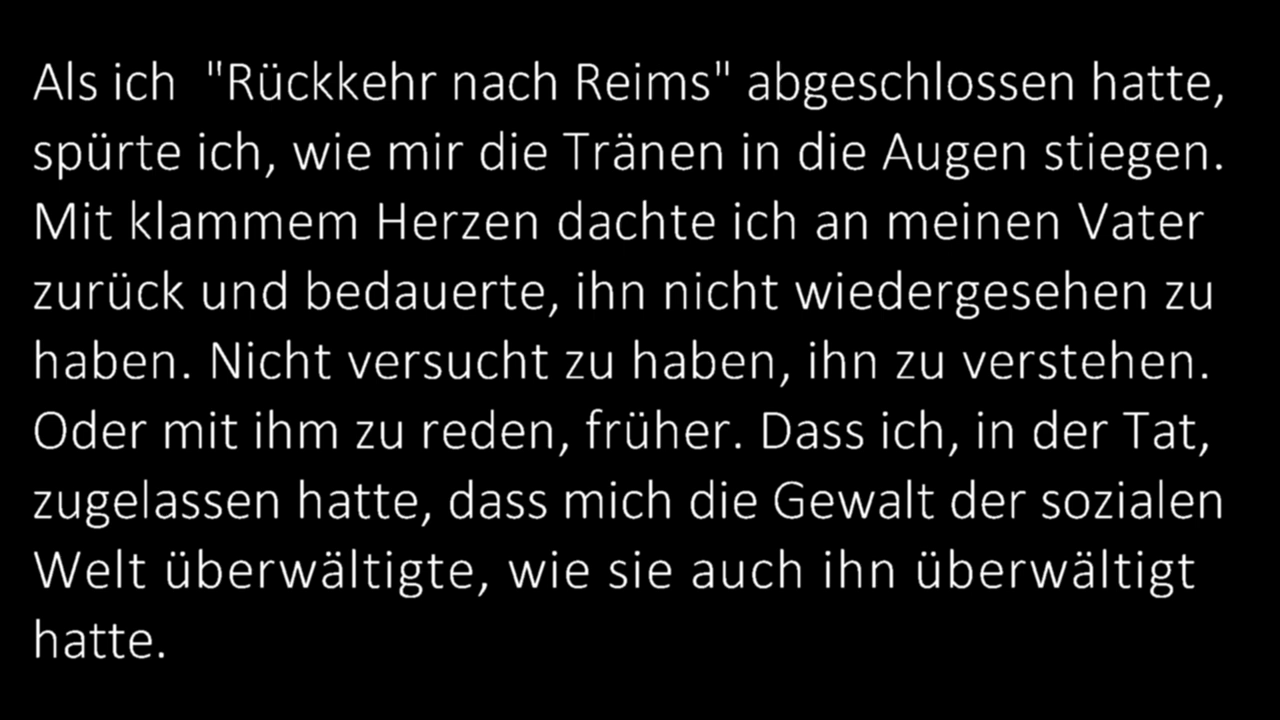 Als ich "Rückkehr nach Reims" abgeschlossen hatte,
spürte ich, wie mir die Tränen in die Augen stiegen.
Mit klammem Herzen dachte ich an meinen Vater
zurück und bedauerte, ihn nicht wiedergesehen zu
haben. Nicht versucht zu haben, ihn zu verstehen.
Oder mit ihm zu reden, früher. Dass ich, in der Tat,
zugelassen hatte, dass mich die Gewalt der sozialen
Welt überwältigte, wie sie auch ihn überwältigt
hatte.